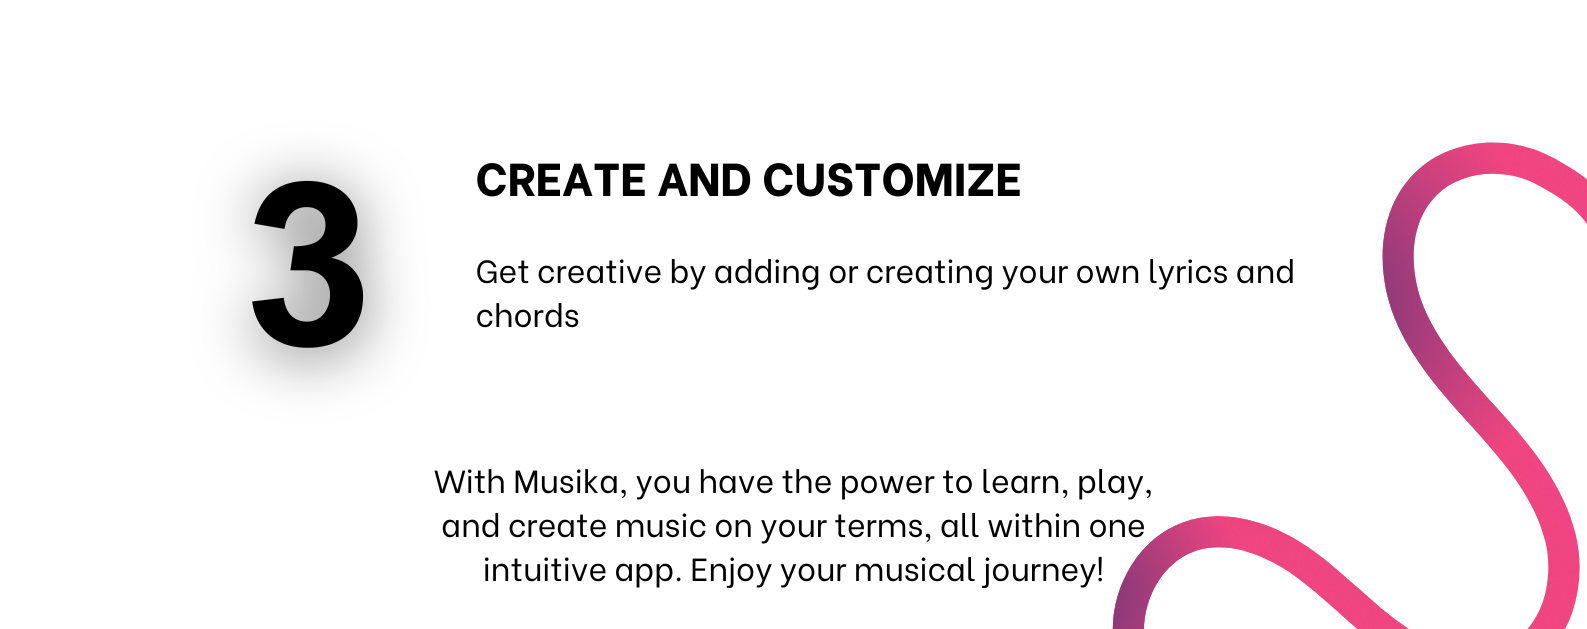 3
CREATE AND CUSTOMIZE
Get creative by adding or creating your own lyrics and
chords
With Musika, you have the power to learn, play,
and create music on your terms, all within one
intuitive app. Enjoy your musical journey!